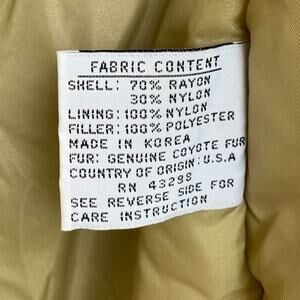 FABRIC CONTENT
SHELL: 70% RAYON
30% NYLON
LINING: 100% NYLON
FILLER: 100% POLYESTER
MADE IN KOREA
FUR: GENUINE COYOTE FUR
COUNTRY OF ORIGIN: U.S.A
RN 43298
SEE REVERSE SIDE FOR
CARE INSTRUCTION